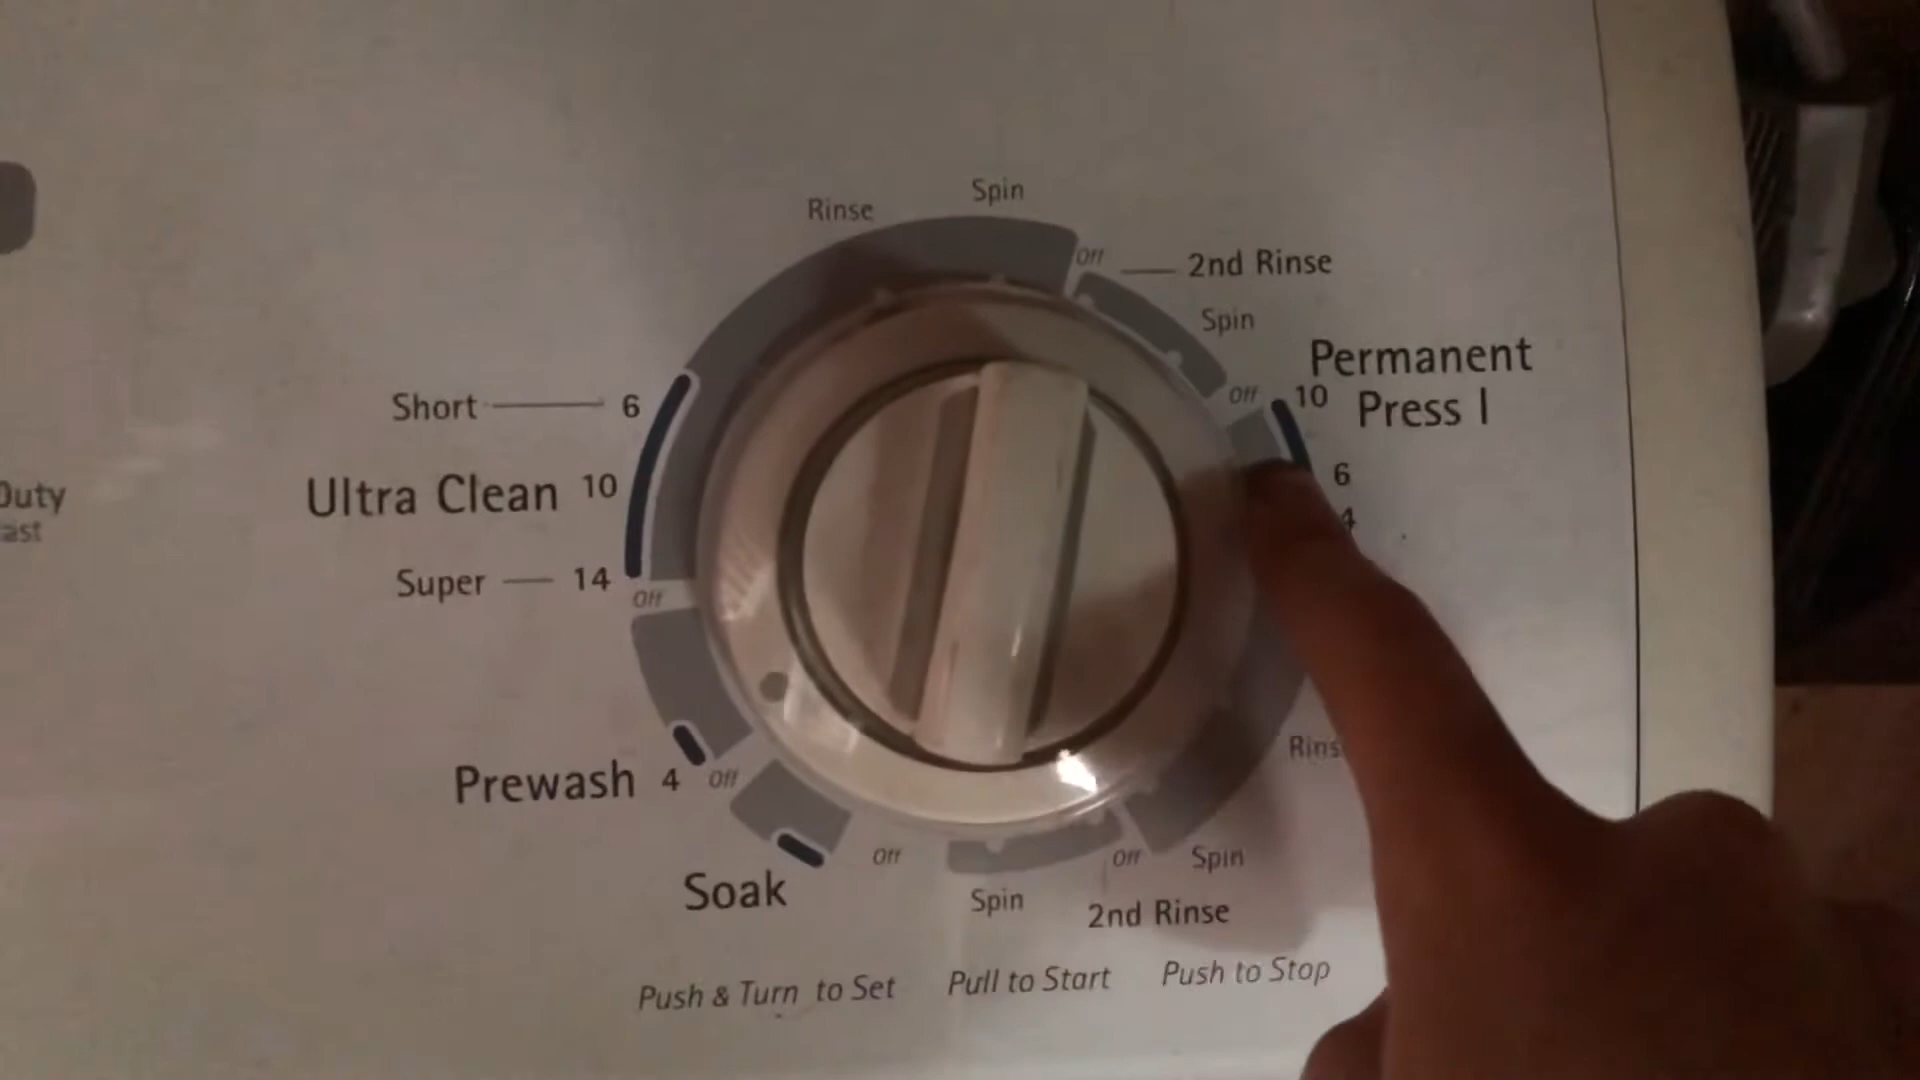 Spin
Rinse
Off
2nd Rinse
Spin
Permanent
Press I
Off
10
Short
6
6
4
Ultra Clean 10
Duty
Super
14
Off
Prewash 4
Off
Soak
Off
Off
Spin
Spin
2nd Rinse
Push & Turn to Set
Pull to Start
Push to Stop